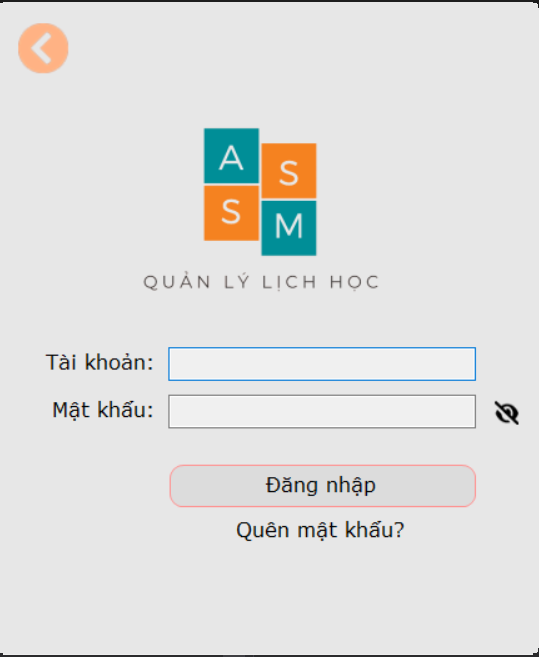 A S
S M
QUẢN LÝ LỊCH HỌC
Tài khoản:
Mật khẩu:
Đăng nhập
Quên mật khẩu?